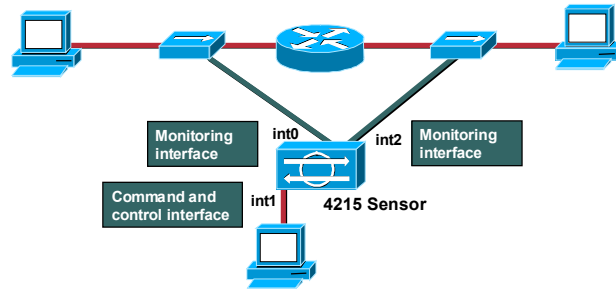 Monitoring
interface
int0
int2
Monitoring
interface
Command and
control interface
int1
4215 Sensor